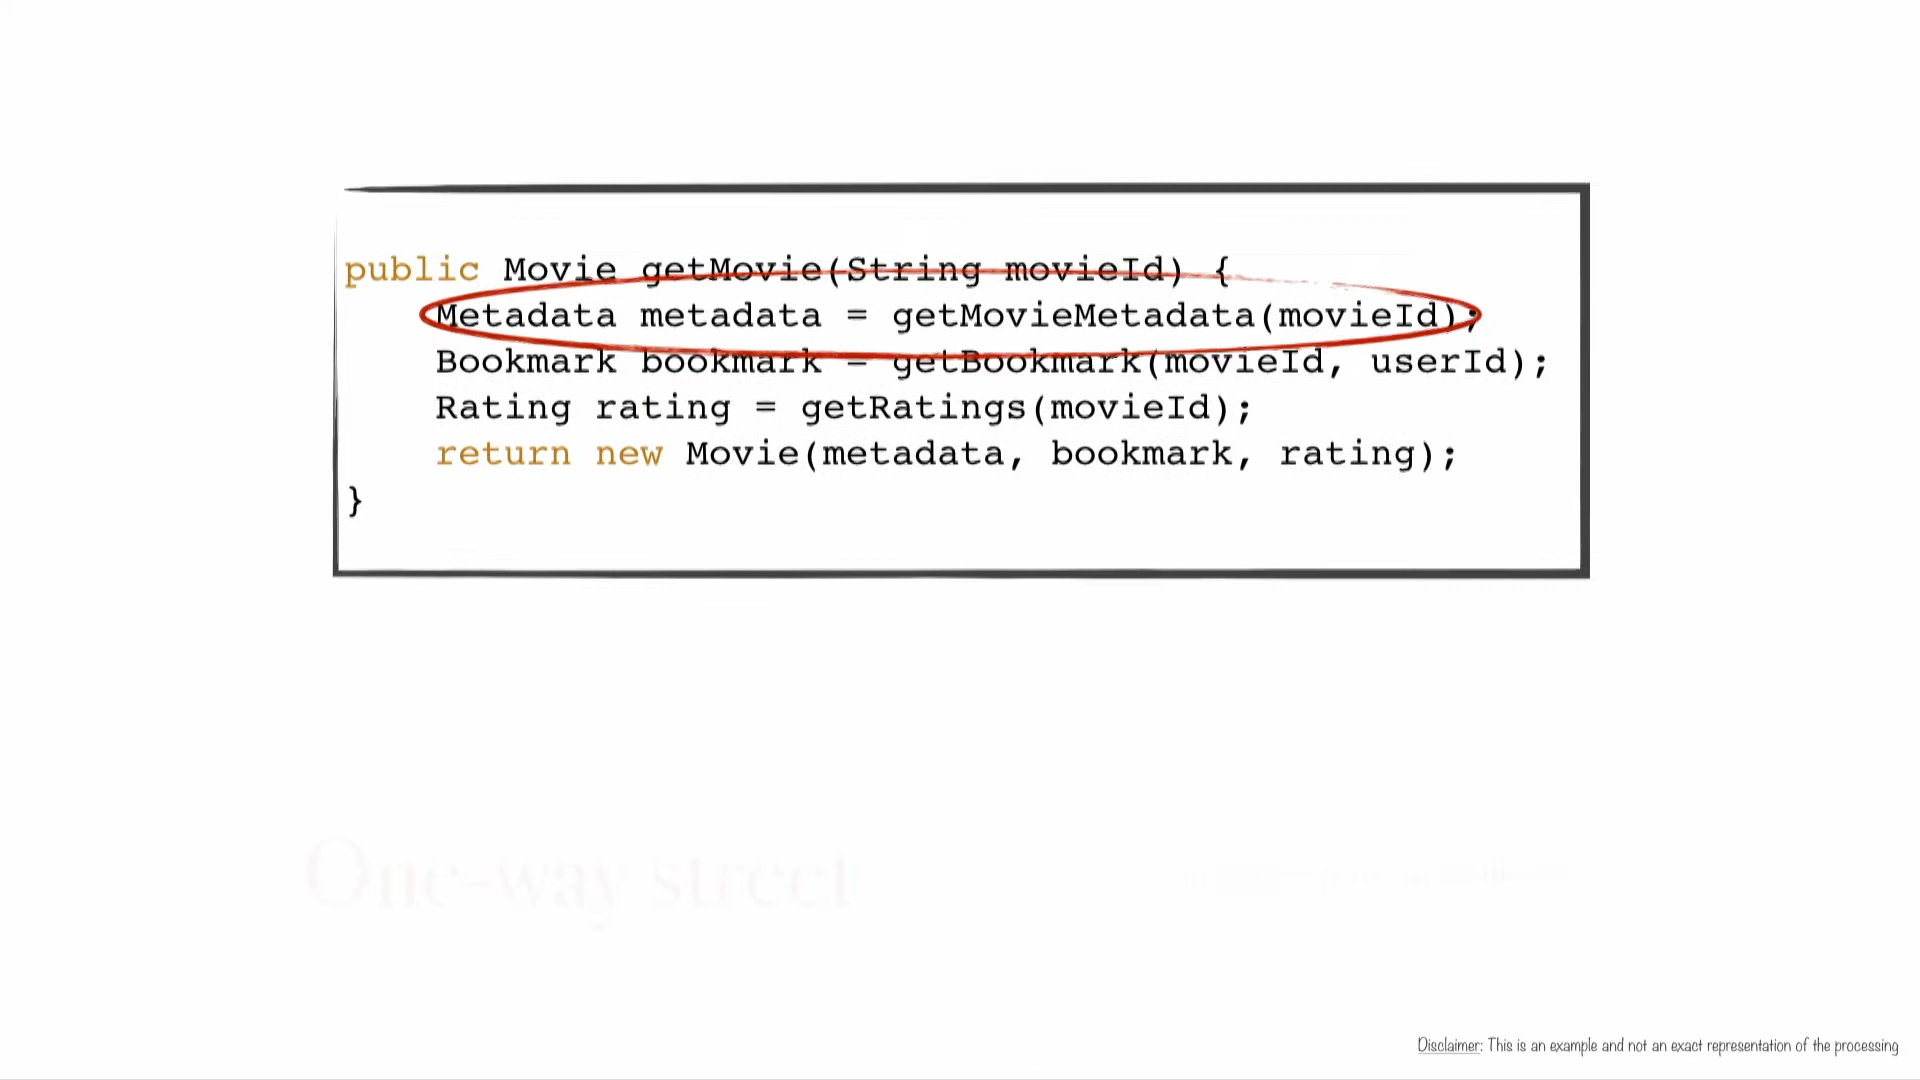 public Movie getMovie(String movieId) {
Metadata metadata = getMovieMetadata(movieId);
Bookmark bookmark = getBookmark(movieId, userId);
Rating rating = getRatings(movieId);
return new Movie(metadata, bookmark, rating);
}
One-way street
Disclaimer: This is an example and not an exact representation of the processing